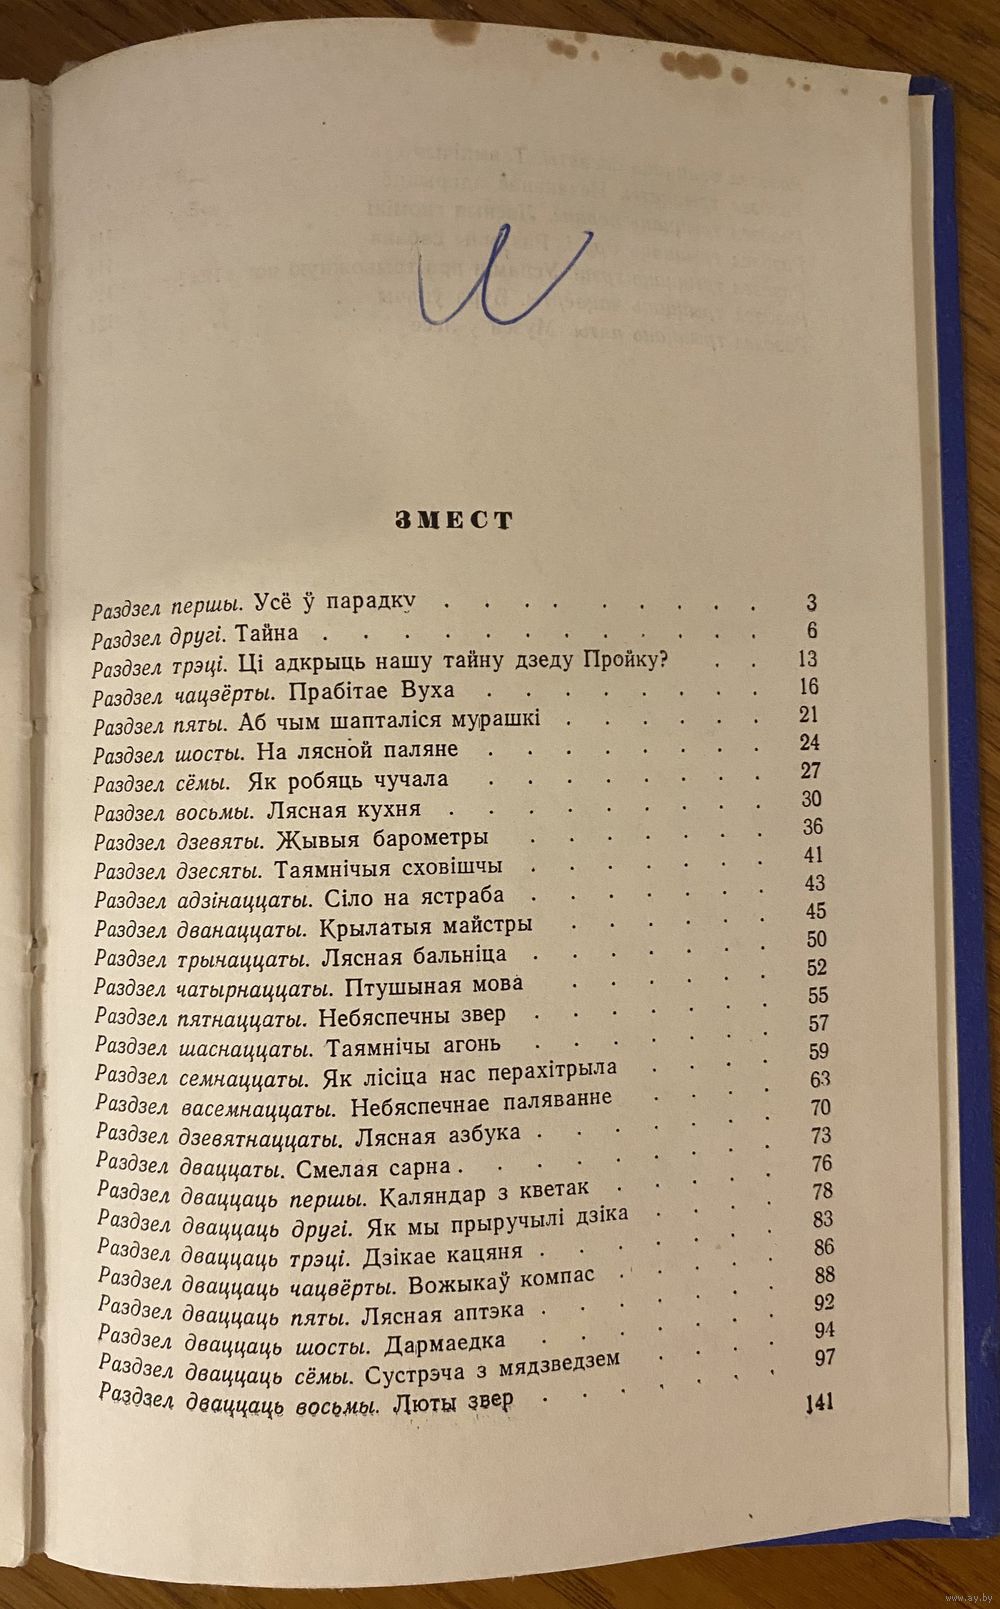 ЗМЕСТ
Раздзел першы. Усё ў парадку . . . . . . . . . 3
Раздзел другі. Тайна . . . . . . . . . . . . 6
Раздзел трэці. Ці адкрыць нашу тайну дзеду Пройку? . . 13
Раздзел чацвёрты. Прабітае Вуха . . . . . . . . 16
Раздзел пяты. Аб чым шапталіся мурашкі . . . . . . 21
Раздзел шосты. На лясной паляне . . . . . . . . 24
Раздзел сёмы. Як робяць чучала . . . . . . . . 27
Раздзел восьмы. Лясная кухня . . . . . . . . . 30
Раздзел дзевяты. Жывыя барометры . . . . . . . 36
Раздзел дзесяты. Таямнічыя сховішчы . . . . . . . 41
Раздзел адзінаццаты. Сіло на ястраба . . . . . . . 43
Раздзел дванаццаты. Крылатыя майстры . . . . . . 45
Раздзел трынаццаты. Лясная бальніца . . . . . . . 50
Раздзел чатырнаццаты. Птушыная мова . . . . . . 52
Раздзел пятнаццаты. Небяспечны звер . . . . . . . 55
Раздзел шаснаццаты. Таямнічы агонь . . . . . . . 57
Раздзел семнаццаты. Як лісіца нас перахітрыла . . . . 59
Раздзел васемнаццаты. Небяспечнае паляванне . . . . 63
Раздзел дзевятнаццаты. Лясная азбука . . . . . . . 70
Раздзел дваццаты. Смелая сарна . . . . . . . . . 73
Раздзел дваццаць першы. Каляндар з кветак . . . . . 76
Раздзел дваццаць другі. Як мы прыручылі дзіка . . . . 78
Раздзел дваццаць трэці. Дзікае кацяня . . . . . . . 83
Раздзел дваццаць чацвёрты. Вожыкаў компас . . . . . 86
Раздзел дваццаць пяты. Лясная аптэка . . . . . . . 88
Раздзел дваццаць шосты. Дармаедка . . . . . . . 92
Раздзел дваццаць сёмы. Сустрэча з мядзведзем . . . . 94
Раздзел дваццаць восьмы. Люты звер . . . . . . . 97
141
www.ay.by